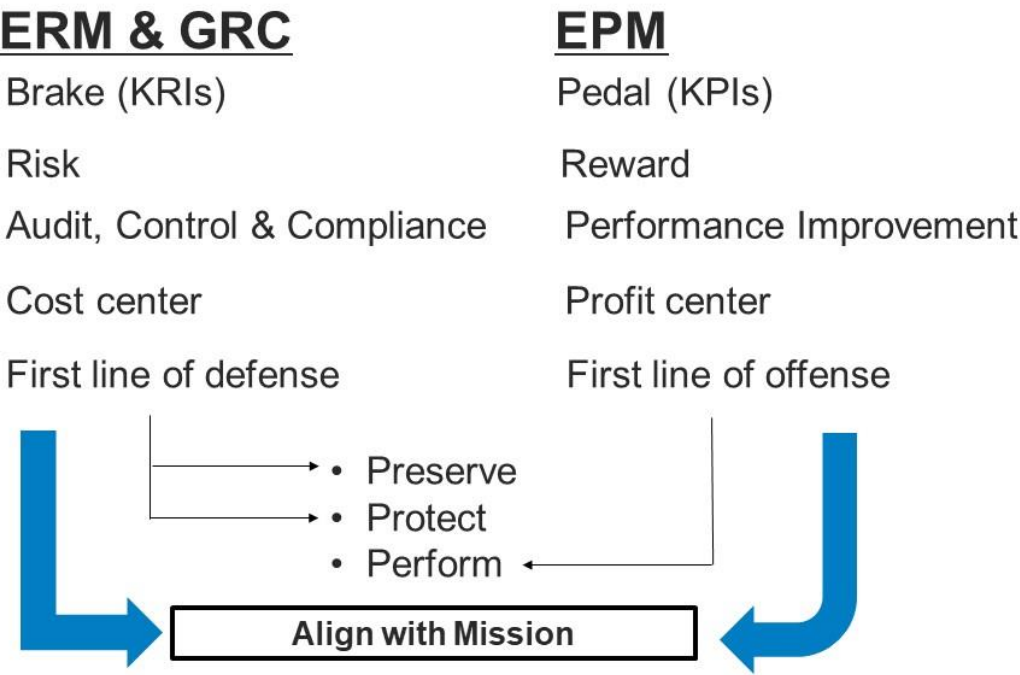 ERM & GRC
EPM
Brake (KRIs)
Pedal (KPIs)
Risk
Reward
Audit, Control & Compliance
Performance Improvement
Cost center
Profit center
First line of defense
First line of offense
• Preserve
• Protect
• Perform
Align with Mission